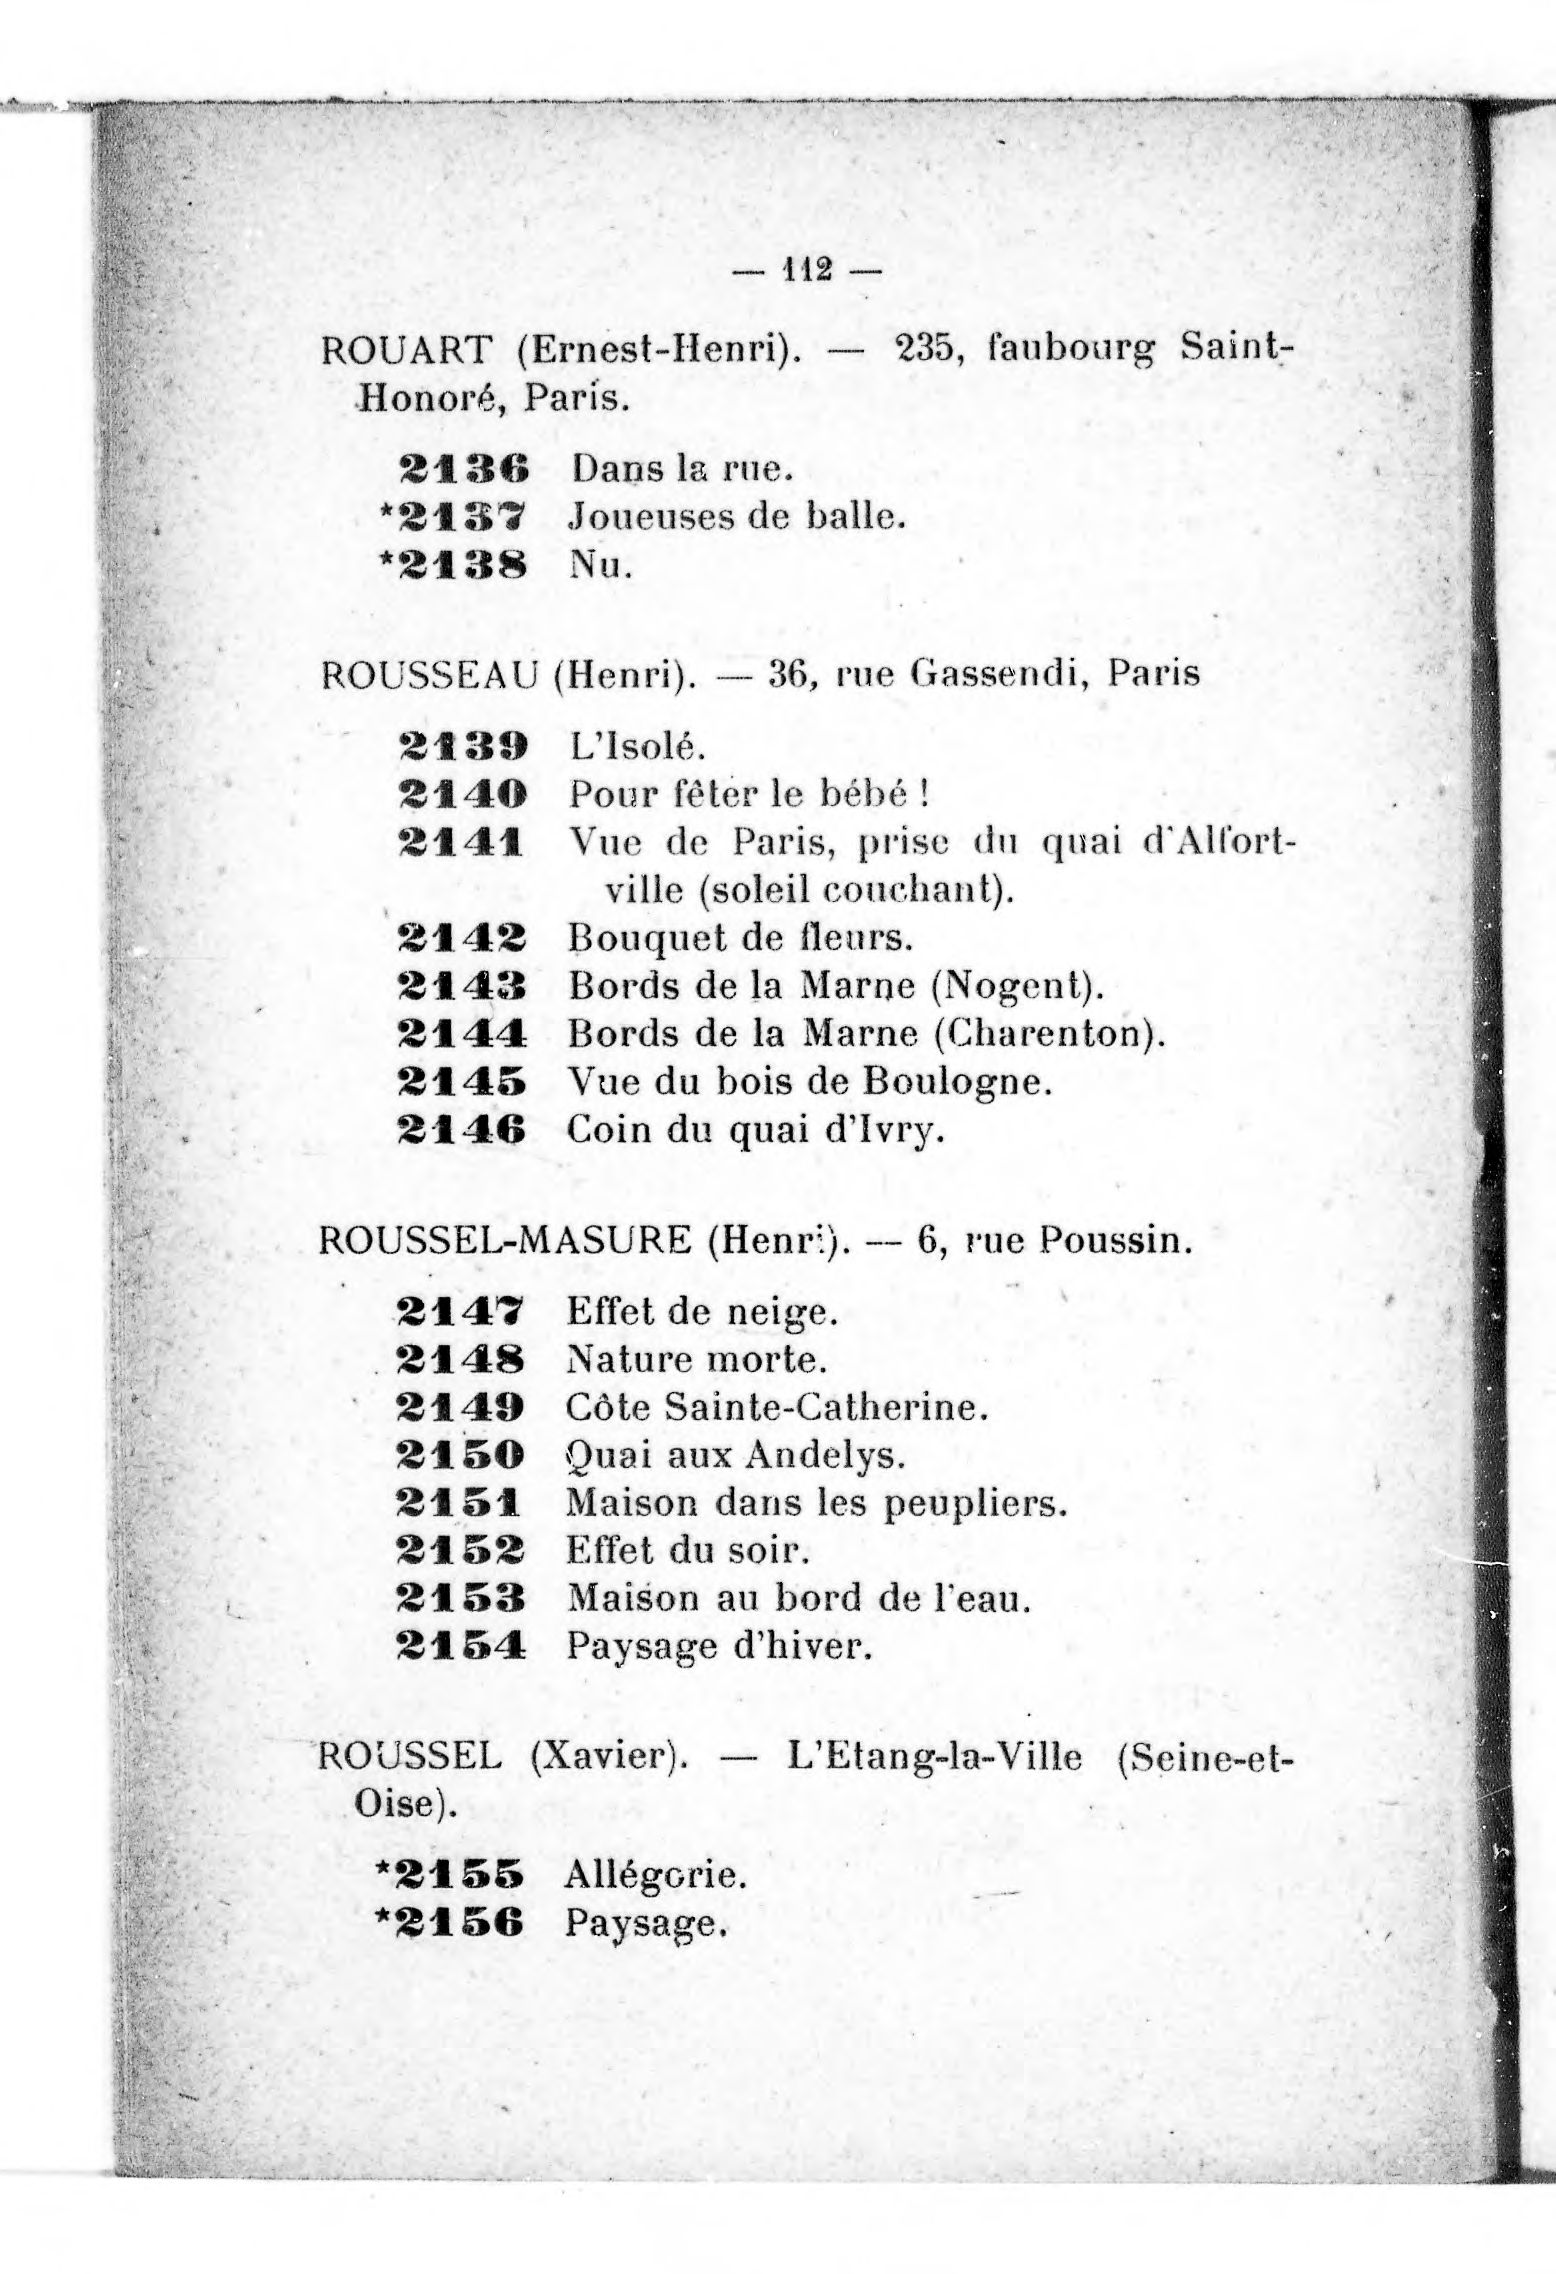 — 112 —
ROUART (Ernest-Henri). — 235, faubourg Saint-
Honoré, Paris.
2136 Dans la rue.
*2137 Joueuses de balle.
*2138 Nu.
ROUSSEAU (Henri). — 36, rue Gassendi, Paris
2139 L'Isolé.
2140 Pour fêter le bébé !
2141 Vue de Paris, prise du quai d'Alfort-
ville (soleil couchant).
2142 Bouquet de fleurs.
2143 Bords de la Marne (Nogent).
2144 Bords de la Marne (Charenton).
2145 Vue du bois de Boulogne.
2146 Coin du quai d'Ivry.
ROUSSEL-MASURE (Henri). — 6, rue Poussin.
2147 Effet de neige.
2148 Nature morte.
2149 Côte Sainte-Catherine.
2150 Quai aux Andelys.
2151 Maison dans les peupliers.
2152 Effet du soir.
2153 Maison au bord de l'eau.
2154 Paysage d'hiver.
ROUSSEL (Xavier). — L'Etang-la-Ville (Seine-et-
Oise).
*2155 Allégorie.
*2156 Paysage.